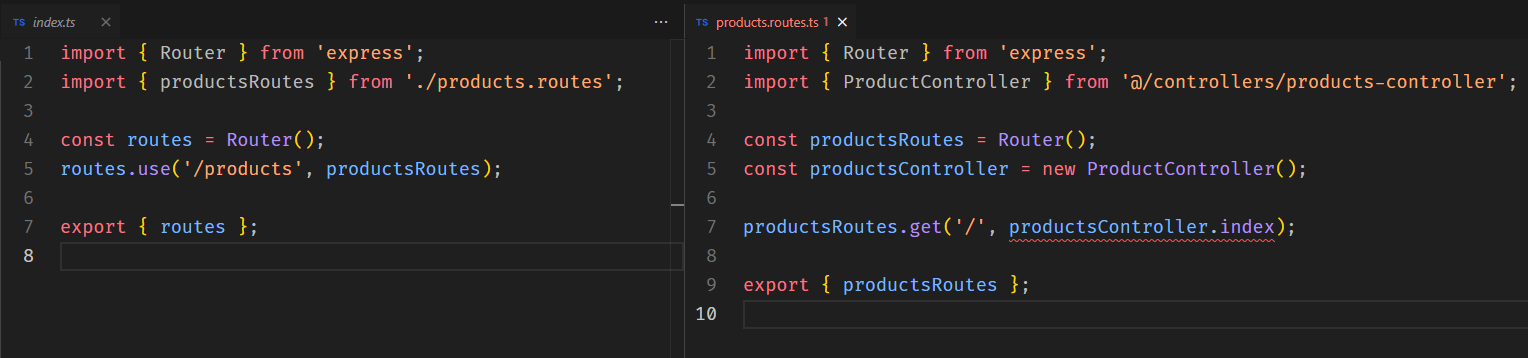 TS index.ts × ...
1 import { Router } from 'express';
2 import { productsRoutes } from './products.routes';
3
4 const routes = Router();
5 routes.use('/products', productsRoutes);
6
7 export { routes };
8
TS products.routes.ts 1 ×
1 import { Router } from 'express';
2 import { ProductController } from '@/controllers/products-controller';
3
4 const productsRoutes = Router();
5 const productsController = new ProductController();
6
7 productsRoutes.get('/', productsController.index);
8
9 export { productsRoutes };
10